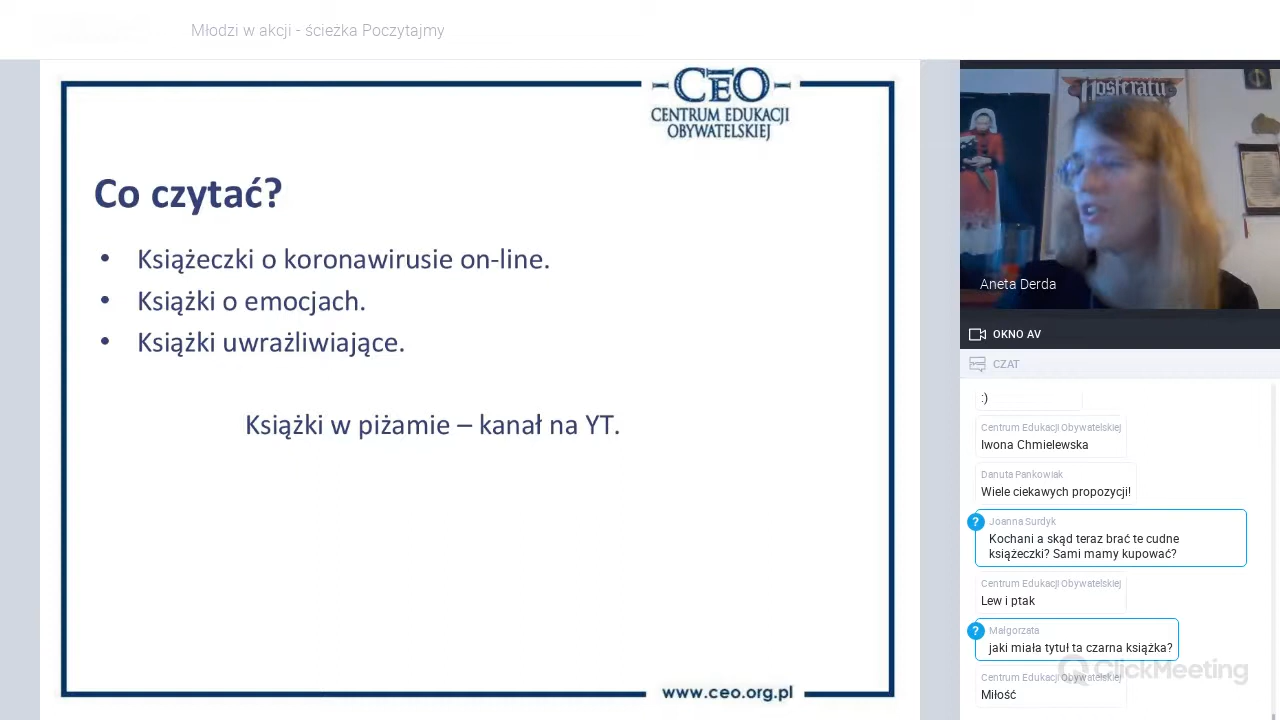 Młodzi w akcji - ścieżka Poczytajmy
CEO
CENTRUM EDUKACJI
OBYWATELSKIEJ
Co czytać?
• Książeczki o koronawirusie on-line.
• Książki o emocjach.
• Książki uwrażliwiające.
Książki w piżamie – kanał na YT.
www.ceo.org.pl
Nosferatu
Aneta Derda
OKNO AV
CZAT
:)
Centrum Edukacji Obywatelskiej
Iwona Chmielewska
Danuta Pankowiak
Wiele ciekawych propozycji!
?
Joanna Surdyk
Kochani a skąd teraz brać te cudne
książeczki? Sami mamy kupować?
Centrum Edukacji Obywatelskiej
Lew i ptak
?
Małgorzata
jaki miała tytuł ta czarna książka?
ClickMeeting
Centrum Edukacji Obywatelskiej
Miłość